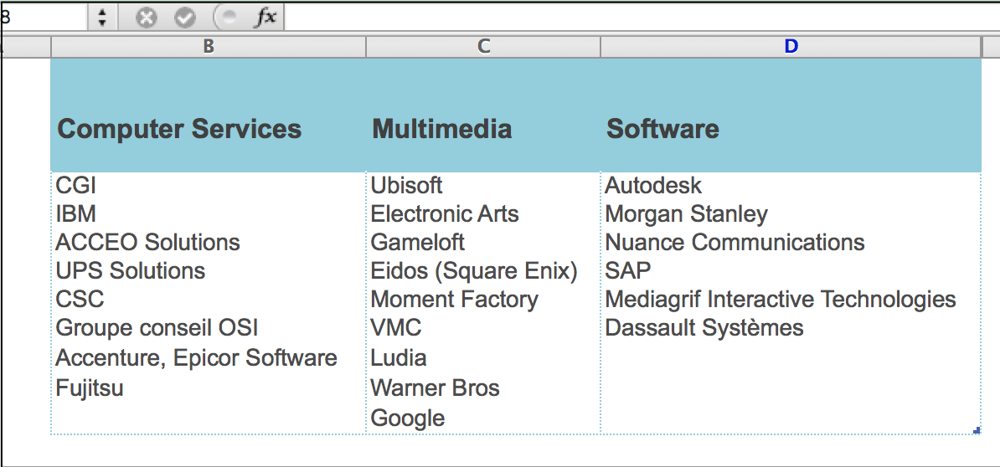 8
fx
B C D
Computer Services Multimedia Software
CGI Ubisoft Autodesk
IBM Electronic Arts Morgan Stanley
ACCEO Solutions Gameloft Nuance Communications
UPS Solutions Eidos (Square Enix) SAP
CSC Moment Factory Mediagrif Interactive Technologies
Groupe conseil OSI VMC Dassault Systèmes
Accenture, Epicor Software Ludia
Fujitsu Warner Bros
Google